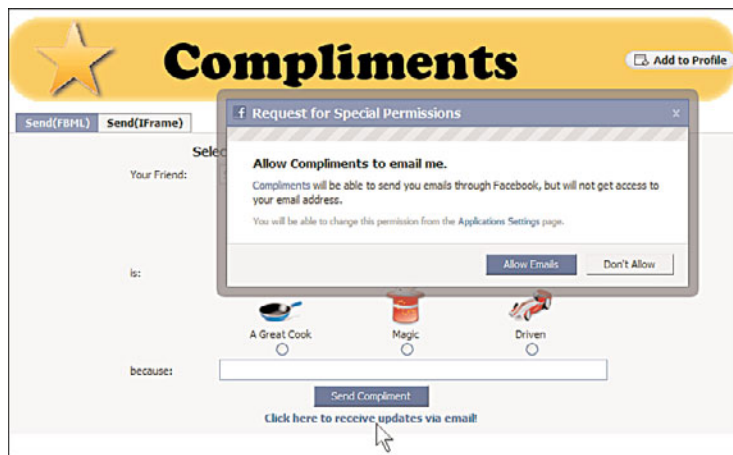 Compliments
Add to Profile
Send(FBML) Send(IFrame)
Request for Special Permissions
x
Selec
Your Friend:
Allow Compliments to email me.
Compliments will be able to send you emails through Facebook, but will not get access to
your email address.
You will be able to change this permission from the Applications Settings page.
Allow Emails Don't Allow
is:
A Great Cook Magic Driven
because:
Send Compliment
Click here to receive updates via email!